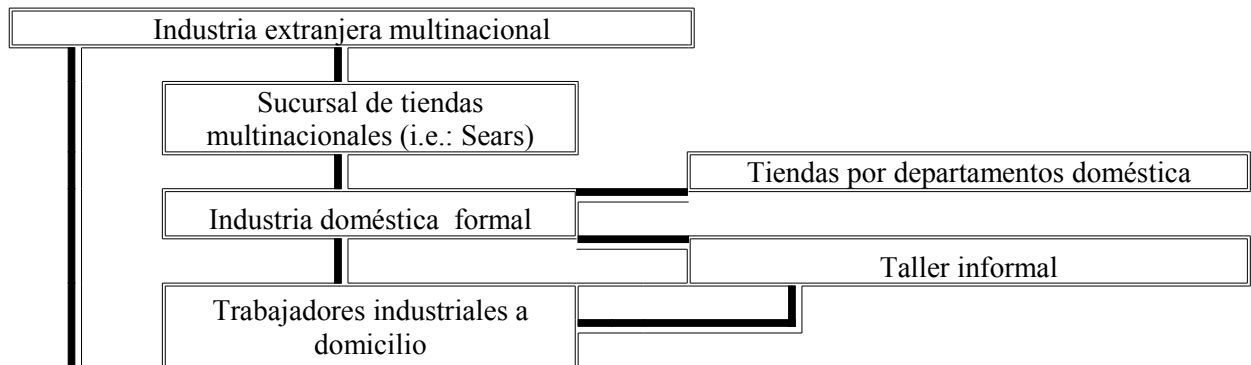 Industria extranjera multinacional
Sucursal de tiendas
multinacionales (i.e.: Sears)
Tiendas por departamentos doméstica
Industria doméstica formal
Taller informal
Trabajadores industriales a
domicilio